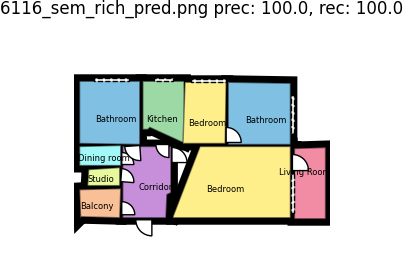 6116_sem_rich_pred.png prec: 100.0, rec: 100.0
Bathroom
Kitchen
Bedroom
Bathroom
Dining room
Studio
Balcony
Corridor
Bedroom
Living Room